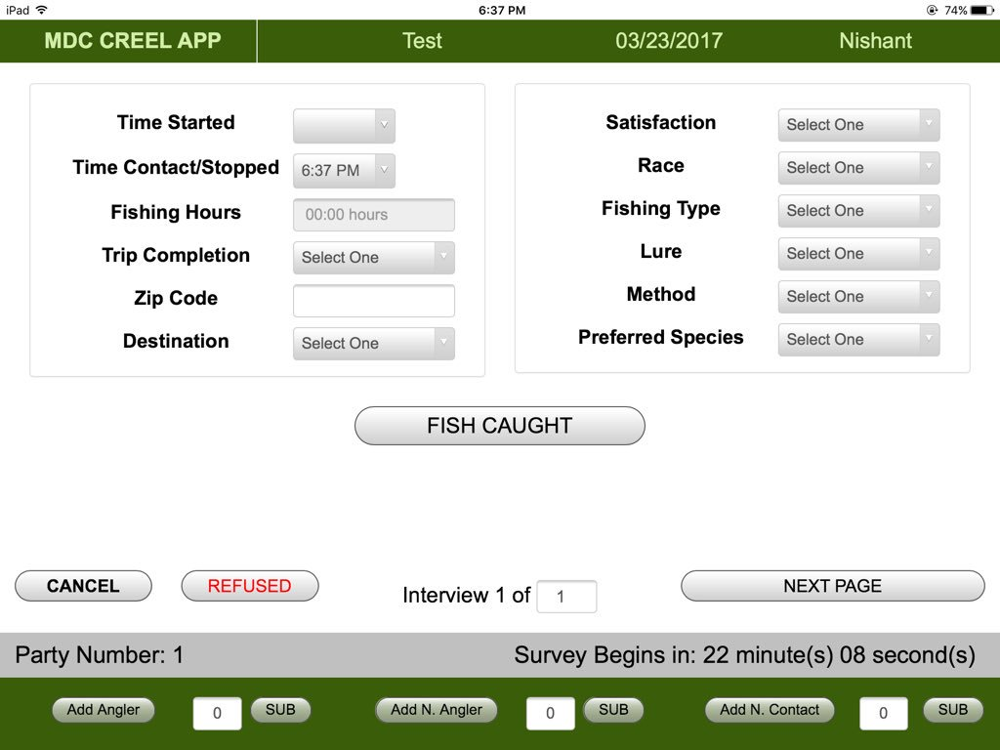 iPad 6:37 PM 74%
MDC CREEL APP Test 03/23/2017 Nishant
Time Started
Time Contact/Stopped 6:37 PM
Fishing Hours 00:00 hours
Trip Completion Select One
Zip Code
Destination Select One
Satisfaction Select One
Race Select One
Fishing Type Select One
Lure Select One
Method Select One
Preferred Species Select One
FISH CAUGHT
CANCEL REFUSED Interview 1 of 1 NEXT PAGE
Party Number: 1 Survey Begins in: 22 minute(s) 08 second(s)
Add Angler 0 SUB Add N. Angler 0 SUB Add N. Contact 0 SUB